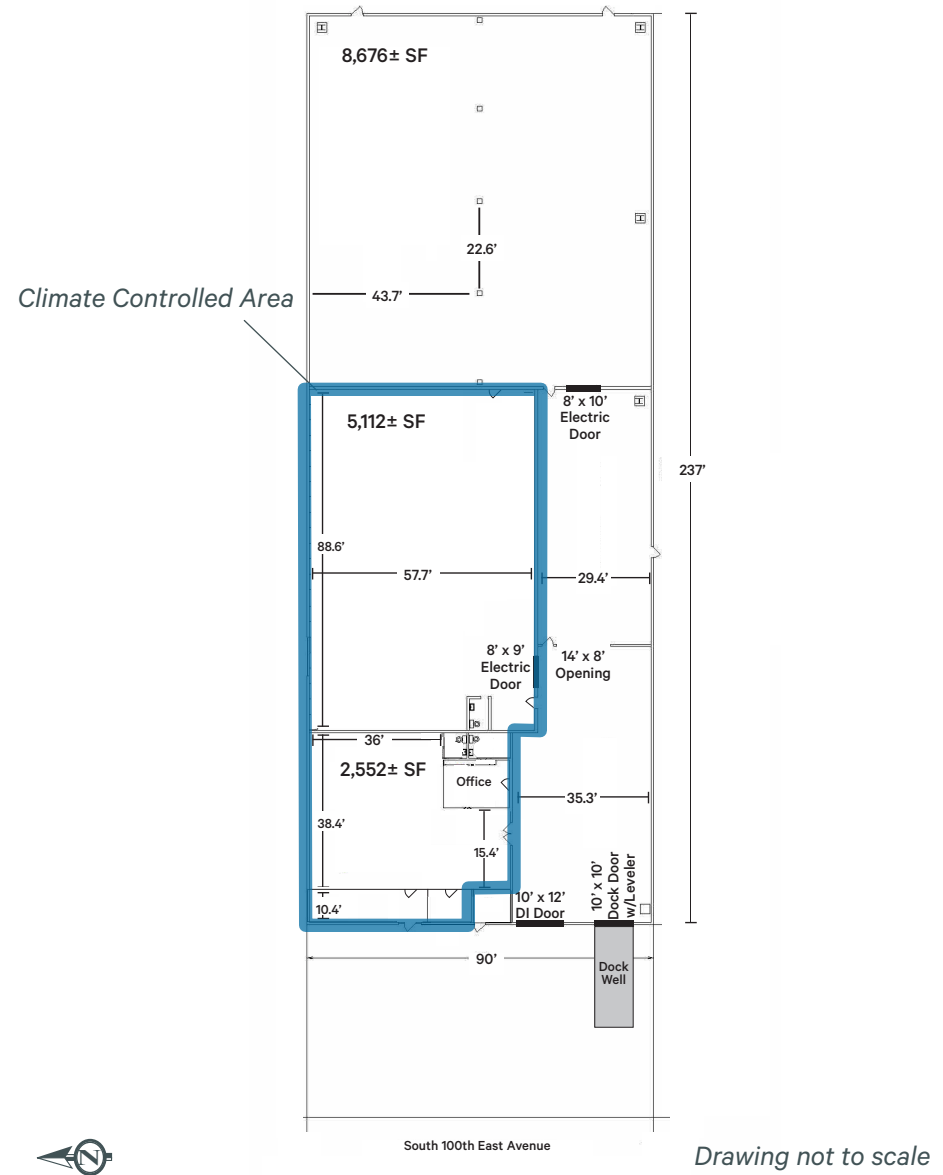 8,676± SF
22.6’
43.7’
Climate Controlled Area
8’ x 10’
Electric
Door
5,112± SF
237’
88.6’
57.7’
29.4’
8’ x 9’
Electric
Door
14’ x 8’
Opening
36’
2,552± SF
Office
35.3’
38.4’
15.4’
10’ x 10’
Dock Door
w/Leveler
10’ x 12’
DI Door
10.4’
90’
Dock
Well
South 100th East Avenue
N
Drawing not to scale